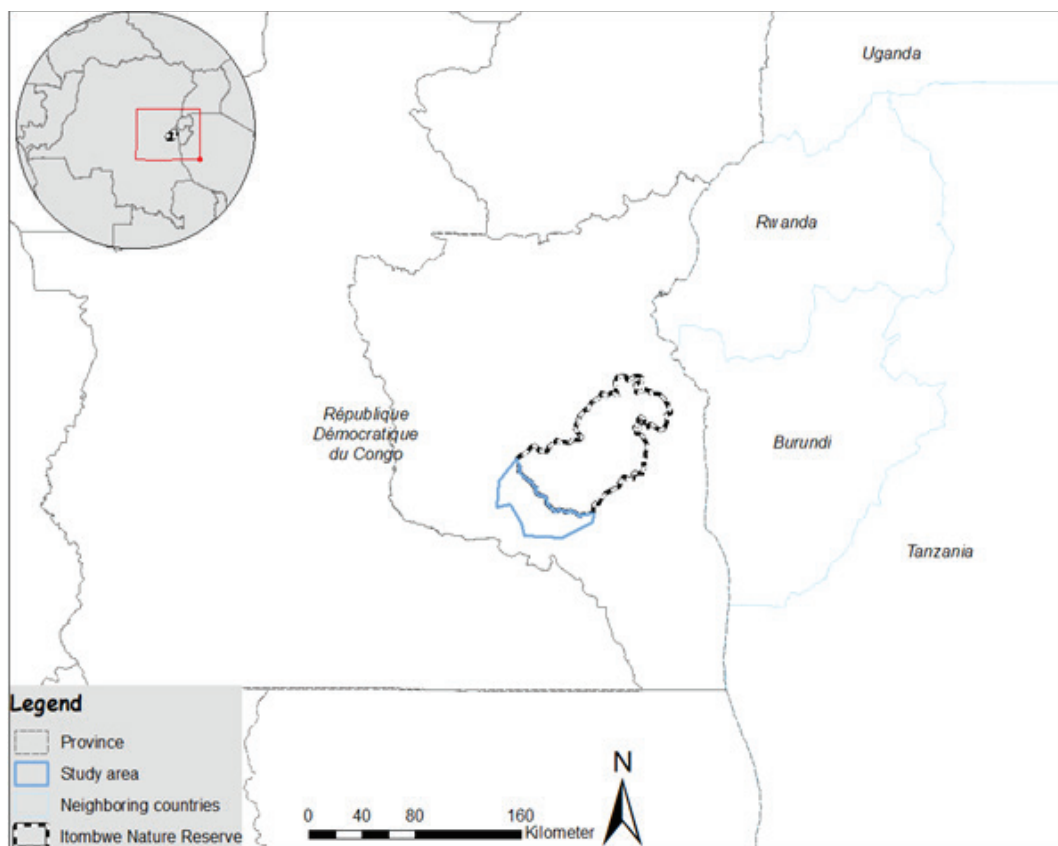 Uganda
Rwanda
République
Démocratique
du Congo
Burundi
Tanzania
Legend
Province
Study area
Neighboring countries
Itombwe Nature Reserve
N
0 40 80 160
Kilometer